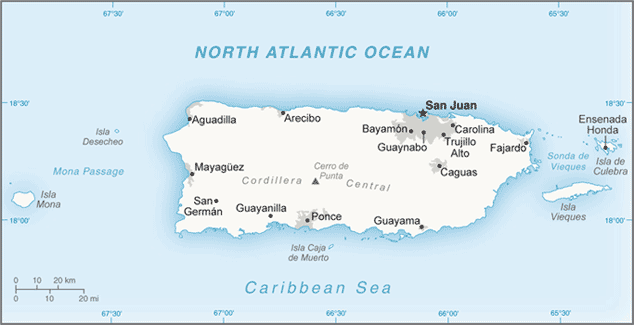 67°30'
67°00'
66°30'
66°00'
65°30'
NORTH ATLANTIC OCEAN
18°30'
18°30'
San Juan
Aguadilla
Arecibo
Ensenada
Honda
Bayamón
Carolina
Isla
Desecheo
Guaynabo
Trujillo
Alto
Fajardo
Sonda de
Vieques
Isla de
Culebra
Mona Passage
Mayagüez
Cerro de
Punta
Caguas
Cordillera
Central
Isla
Mona
San
Germán
Guayanilla
Ponce
Guayama
Isla
Vieques
18°00'
18°00'
Isla Caja
de Muerto
Caribbean Sea
0 10 20 km
0 10 20 mi
67°30'
67°00'
66°30'
66°00'
65°30'